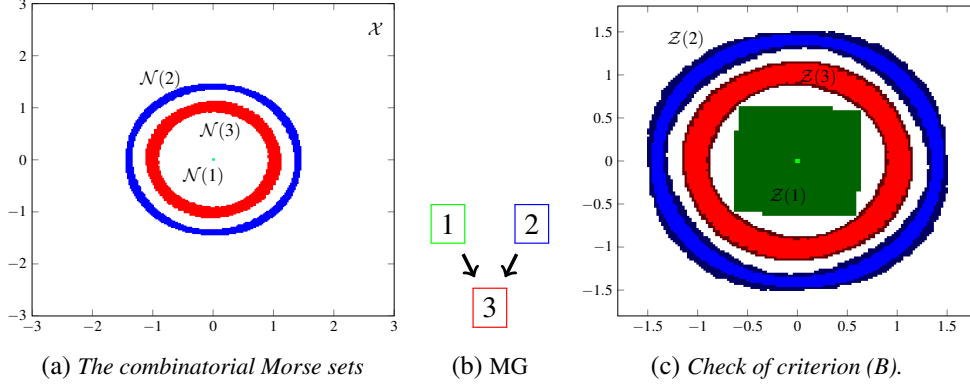 𝒳
𝒩(2)
𝒩(3)
𝒩(1)
3
2
1
0
−1
−2
−3
−3 −2 −1 0 1 2 3
1 2
3
𝒵(2)
𝒵(3)
𝒵(1)
1.5
1
0.5
0
−0.5
−1
−1.5
−1.5 −1 −0.5 0 0.5 1 1.5
(a) The combinatorial Morse sets
(b) MG
(c) Check of criterion (B).